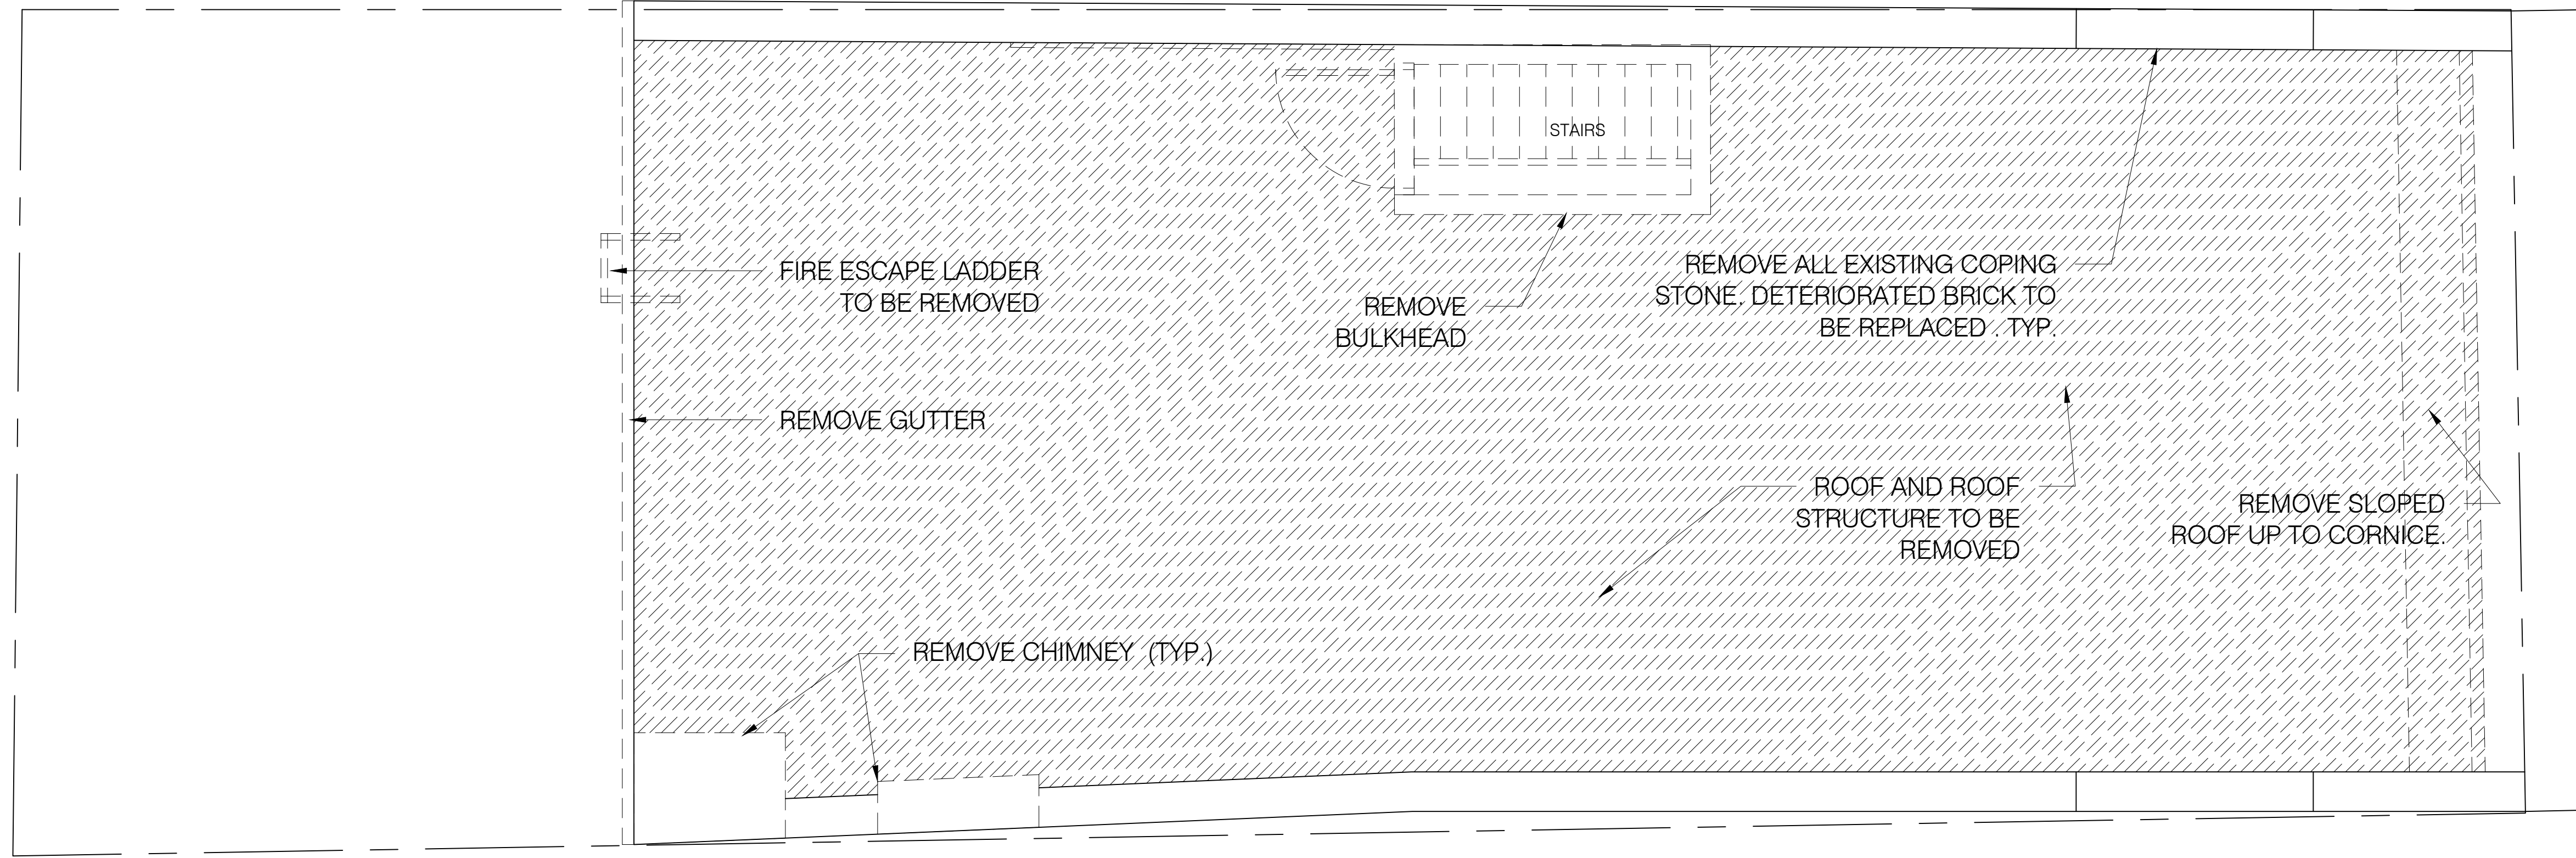 STAIRS
FIRE ESCAPE LADDER
TO BE REMOVED
REMOVE
BULKHEAD
REMOVE ALL EXISTING COPING
STONE. DETERIORATED BRICK TO
BE REPLACED . TYP.
REMOVE GUTTER
ROOF AND ROOF
STRUCTURE TO BE
REMOVED
REMOVE SLOPED
ROOF UP TO CORNICE.
REMOVE CHIMNEY (TYP.)